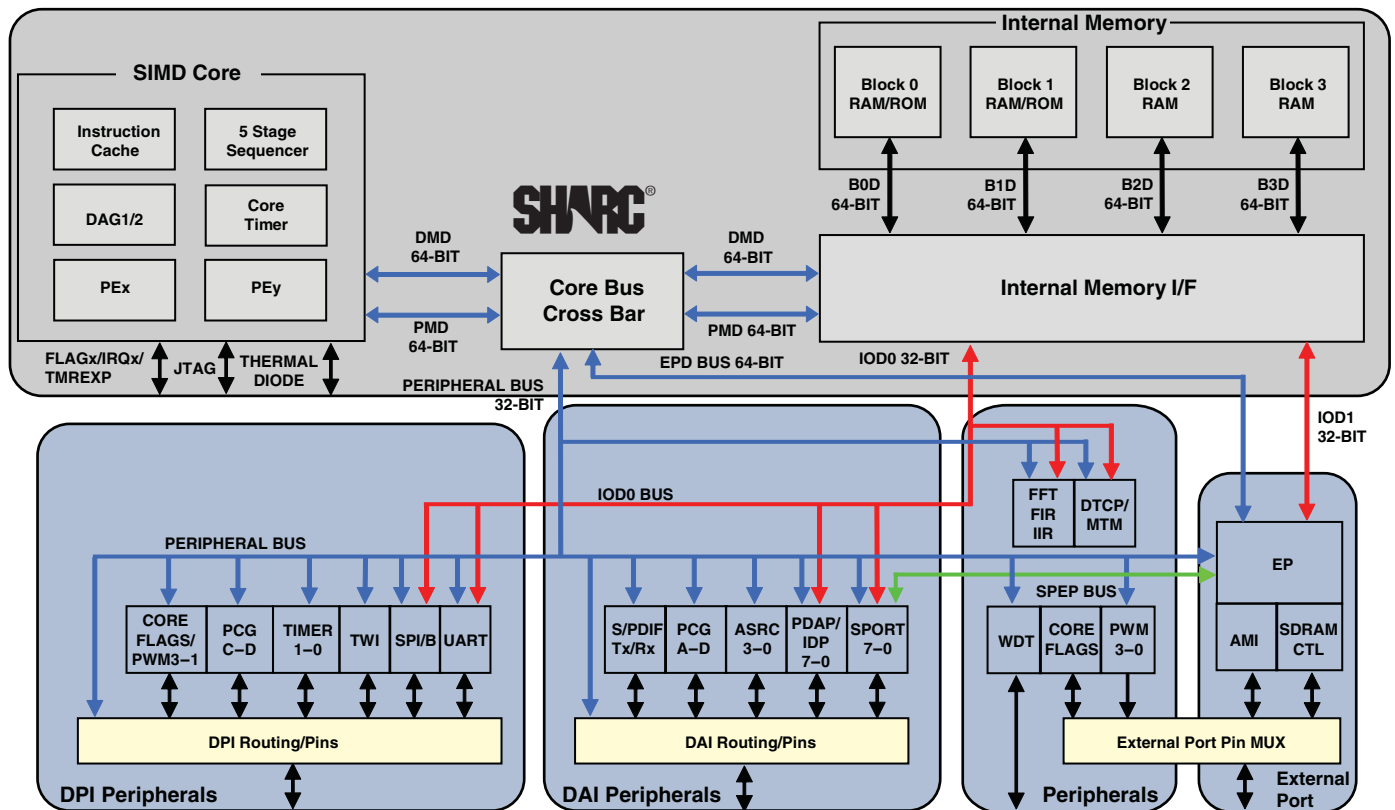 Internal Memory
SIMD Core
Block 0
RAM/ROM
Block 1
RAM/ROM
Block 2
RAM
Block 3
RAM
Instruction
Cache
5 Stage
Sequencer
DAG1/2
Core
Timer
PEx
PEy
B0D
64-BIT
B1D
64-BIT
B2D
64-BIT
B3D
64-BIT
SHARC®
DMD
64-BIT
DMD
64-BIT
Core Bus
Cross Bar
Internal Memory I/F
PMD
64-BIT
PMD 64-BIT
FLAGx/IRQx/
TMREXP
JTAG
THERMAL
DIODE
EPD BUS 64-BIT
IOD0 32-BIT
PERIPHERAL BUS
32-BIT
IOD1
32-BIT
IOD0 BUS
FFT
FIR
IIR
DTCP/
MTM
PERIPHERAL BUS
EP
SPEP BUS
CORE
FLAGS/
PWM3–1
PCG
C–D
TIMER
1–0
TWI
SPI/B
UART
S/PDIF
Tx/Rx
PCG
A–D
ASRC
3–0
PDAP/
IDP
7–0
SPORT
7–0
WDT
CORE
FLAGS
PWM
3–0
AMI
SDRAM
CTL
DPI Routing/Pins
DAI Routing/Pins
External Port Pin MUX
DPI Peripherals
DAI Peripherals
Peripherals
External
Port